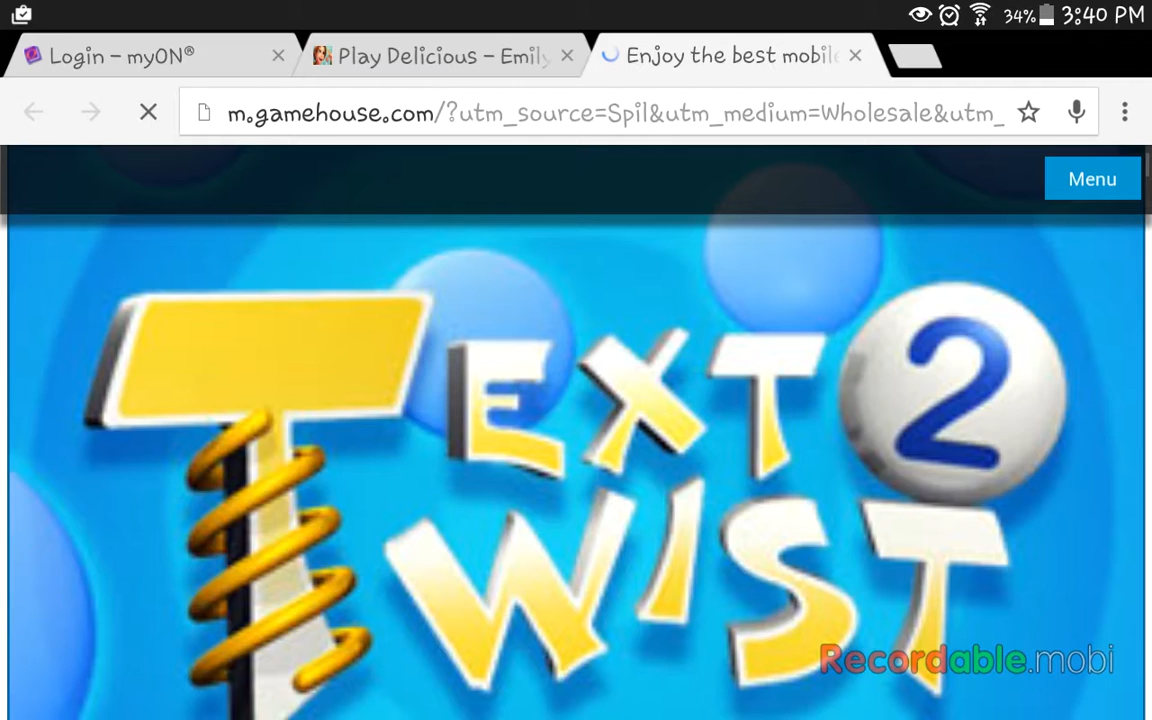 34% 3:40 PM
Login – myON®
Play Delicious – Emily
Enjoy the best mobile
m.gamehouse.com/?utm_source=Spil&utm_medium=Wholesale&utm_
Menu
TEXT 2
TWIST
Recordable.mobi